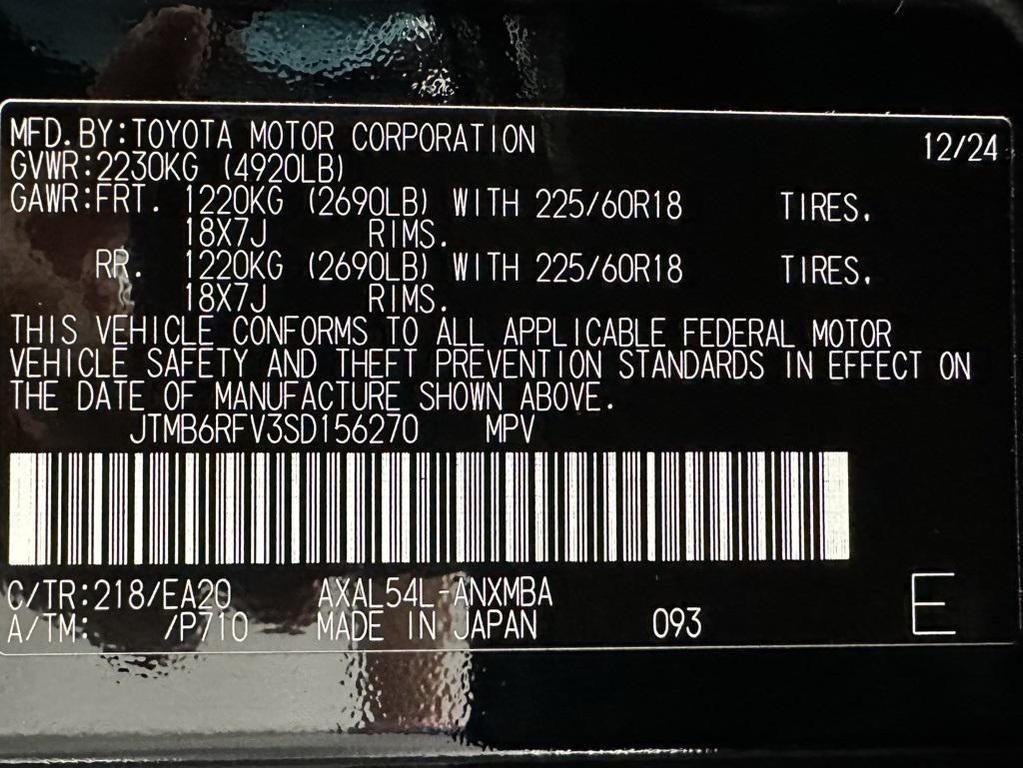 MFD.BY:TOYOTA MOTOR CORPORATION 12/24
GVWR:2230KG (4920LB)
GAWR:FRT. 1220KG (2690LB) WITH 225/60R18 TIRES.
18X7J RIMS.
RR. 1220KG (2690LB) WITH 225/60R18 TIRES.
18X7J RIMS.
THIS VEHICLE CONFORMS TO ALL APPLICABLE FEDERAL MOTOR
VEHICLE SAFETY AND THEFT PREVENTION STANDARDS IN EFFECT ON
THE DATE OF MANUFACTURE SHOWN ABOVE.
JTMB6RFV3SD156270 MPV
C/TR:218/EA20 AXAL54L-ANXMBA E
A/TM: /P710 MADE IN JAPAN 093